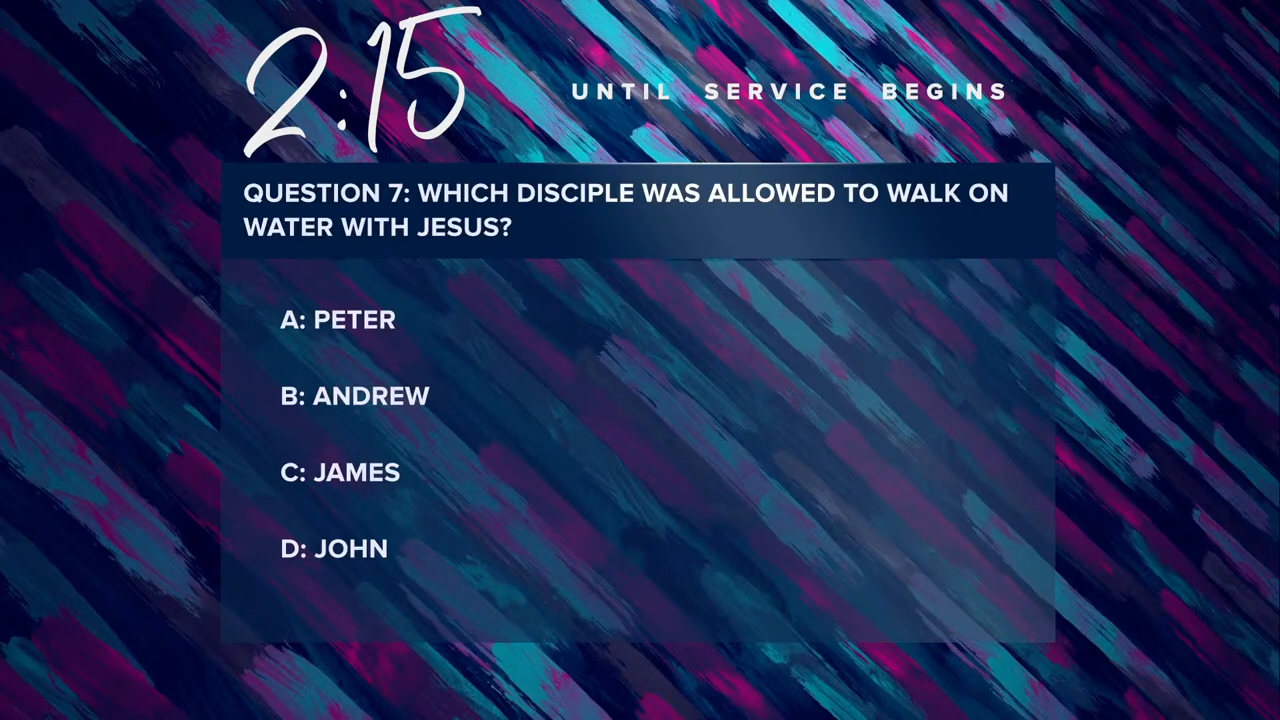 2:15
UNTIL SERVICE BEGINS
QUESTION 7: WHICH DISCIPLE WAS ALLOWED TO WALK ON
WATER WITH JESUS?
A: PETER
B: ANDREW
C: JAMES
D: JOHN